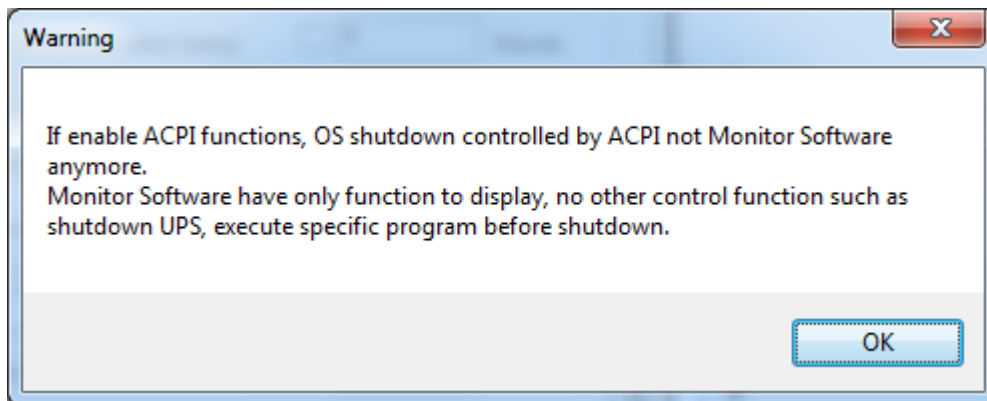 Warning
If enable ACPI functions, OS shutdown controlled by ACPI not Monitor Software
anymore.
Monitor Software have only function to display, no other control function such as
shutdown UPS, execute specific program before shutdown.
OK